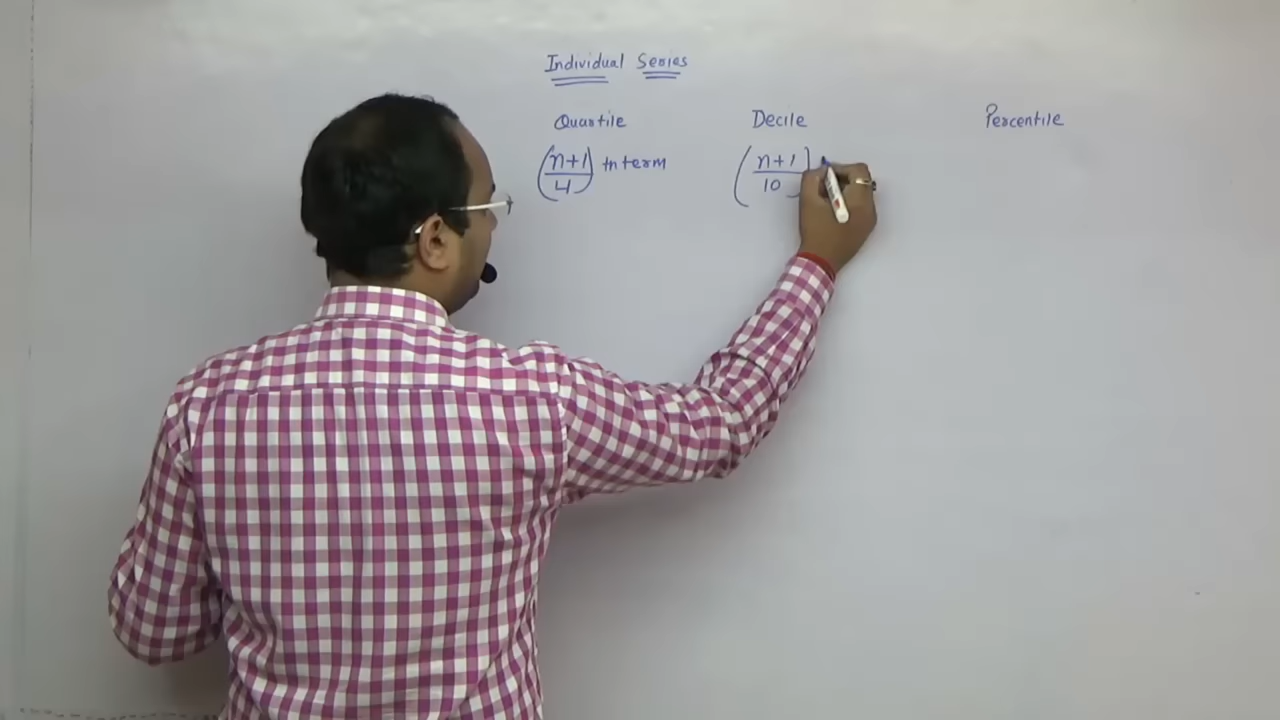 Individual Series
Quartile Decile Percentile
(n+1/4) th term (n+1/10)